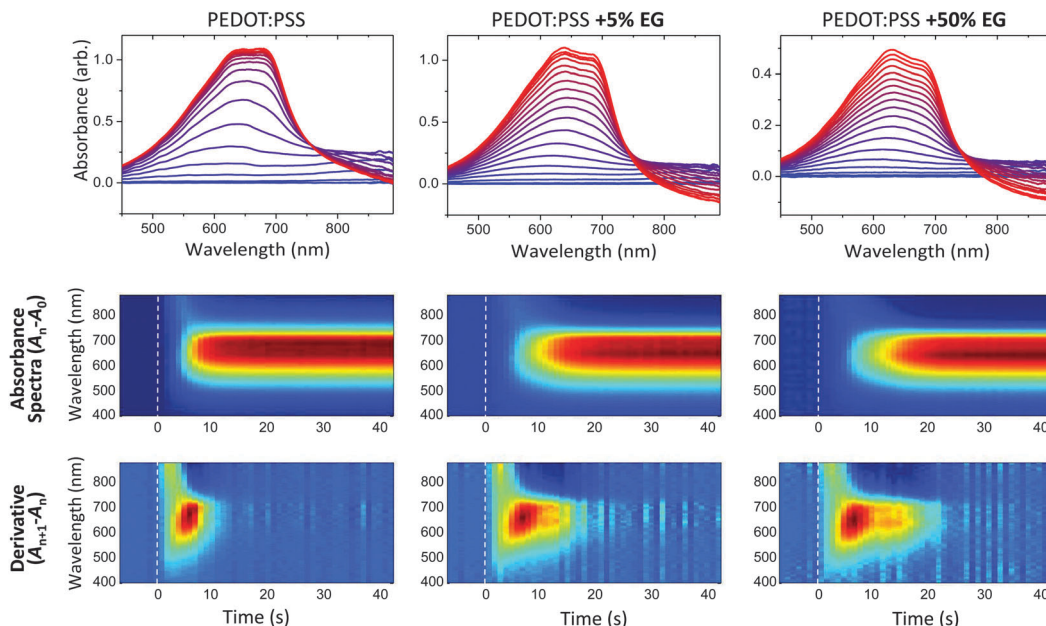 PEDOT:PSS
PEDOT:PSS +5% EG
PEDOT:PSS +50% EG
Absorbance (arb.)
1.0
0.5
0.0
500 600 700 800
Wavelength (nm)
1.0
0.5
0.0
500 600 700 800
Wavelength (nm)
0.4
0.2
0.0
500 600 700 800
Wavelength (nm)
Absorbance
Spectra (Aₙ-A₀)
Wavelength (nm)
800
700
600
500
400
0 10 20 30 40
800
700
600
500
400
0 10 20 30 40
800
700
600
500
400
0 10 20 30 40
Derivative
(Aₙ₊₁-Aₙ)
Wavelength (nm)
800
700
600
500
400
0 10 20 30 40
Time (s)
800
700
600
500
400
0 10 20 30 40
Time (s)
800
700
600
500
400
0 10 20 30 40
Time (s)